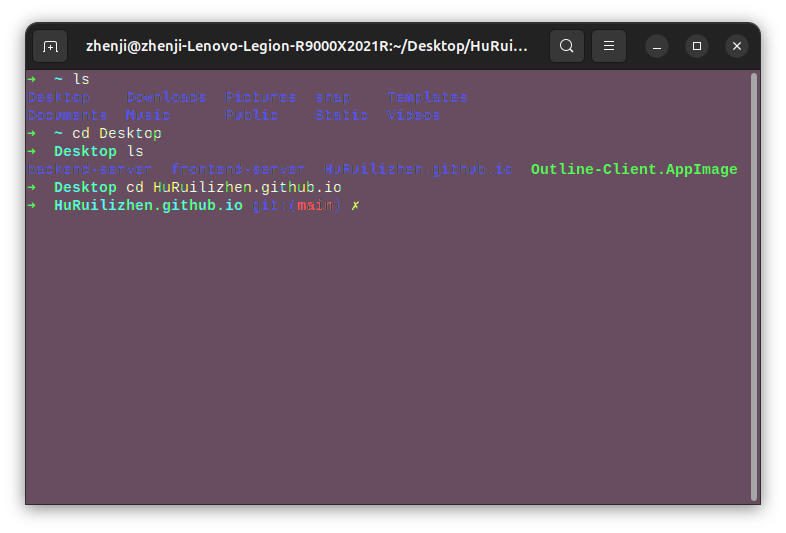 zhenji@zhenji-Lenovo-Legion-R9000X2021R:~/Desktop/HuRui...
➜ ~ ls
Desktop Downloads Pictures snap Templates
Documents Music Public Static Videos
➜ ~ cd Desktop
➜ Desktop ls
backend-server frontend-server HuRuilizhen.github.io Outline-Client.AppImage
➜ Desktop cd HuRuilizhen.github.io
➜ HuRuilizhen.github.io git:(main) ✗